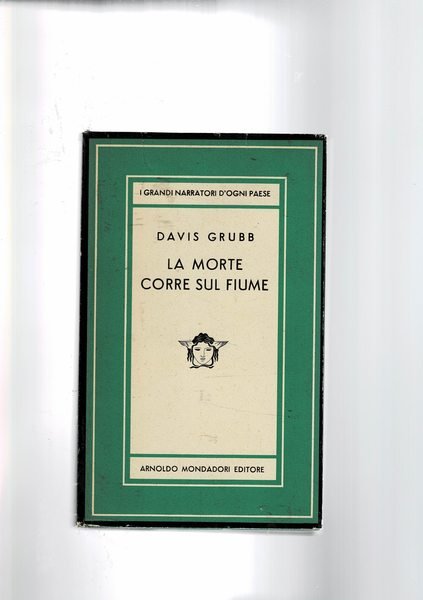 I GRANDI NARRATORI D'OGNI PAESE
DAVIS GRUBB
LA MORTE
CORRE SUL FIUME
ARNOLDO MONDADORI EDITORE